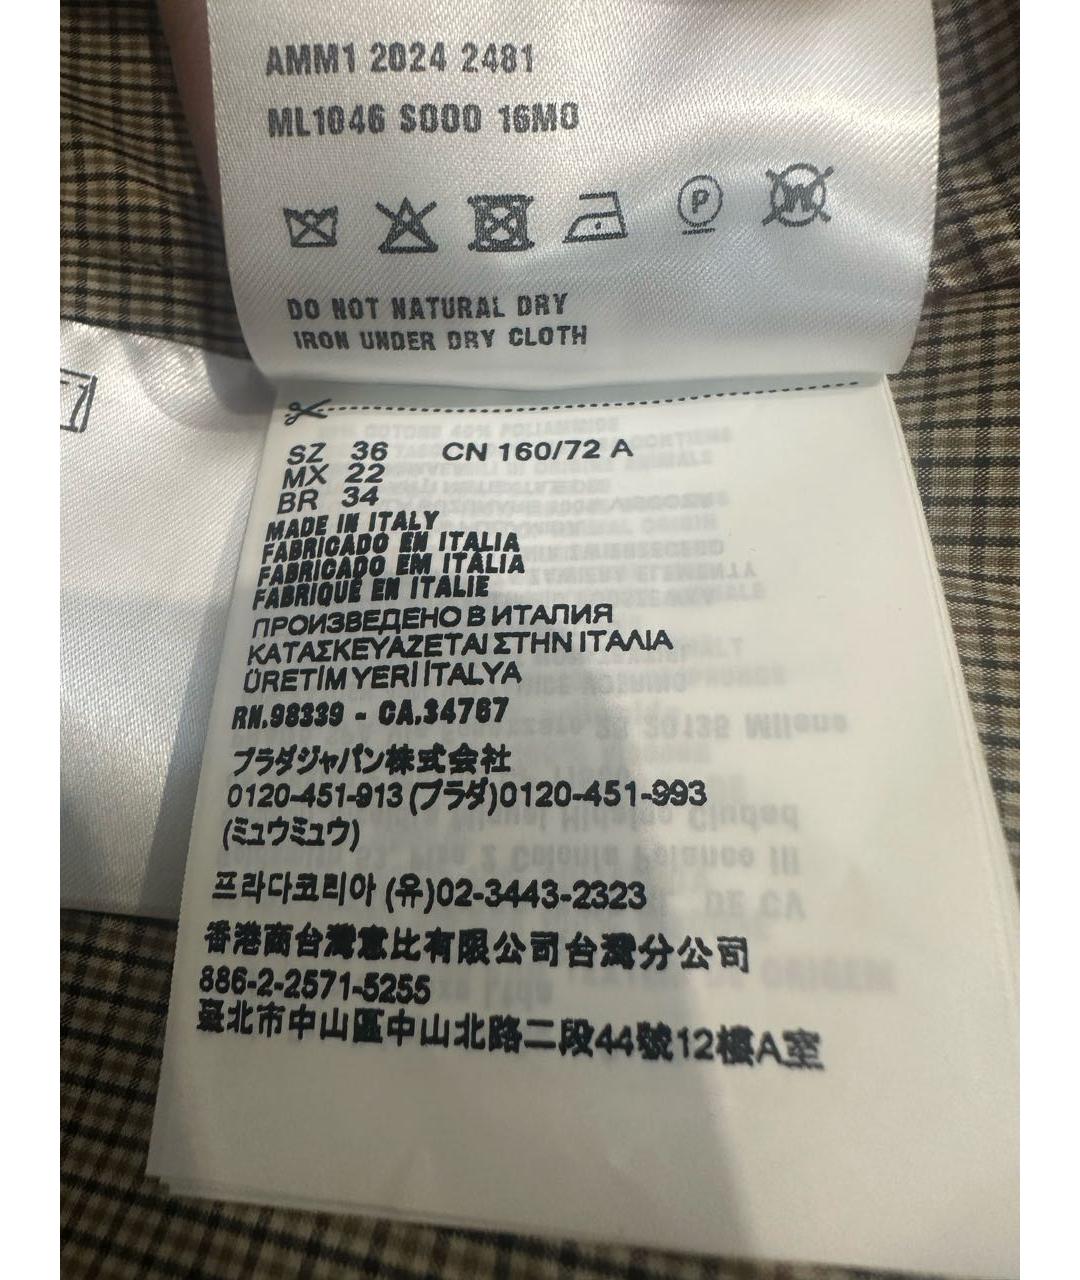 AMM1 2024 2481
ML1046 S000 16MO
P
W
DO NOT NATURAL DRY
IRON UNDER DRY CLOTH
SZ 36 CN 160/72 A
MX 22
BR 34
MADE IN ITALY
FABRICADO EN ITALIA
FABRICADO EM ITÁLIA
FABRIQUÉ EN ITALIE
ПРОИЗВЕДЕНО В ИТАЛИЯ
ΚΑΤΑΣΚΕΥΑΖΕΤΑΙ ΣΤΗΝ ΙΤΑΛΙΑ
ÜRETİM YERİ İTALYA
RN.98339 - CA.34767
プラダジャパン株式会社
0120-451-913 (プラダ)0120-451-993
(ミュウミュウ)
프라다코리아 (유)02-3443-2323
香港商台灣意比有限公司台灣分公司
886-2-2571-5255
臺北市中山區中山北路二段44號12樓A室